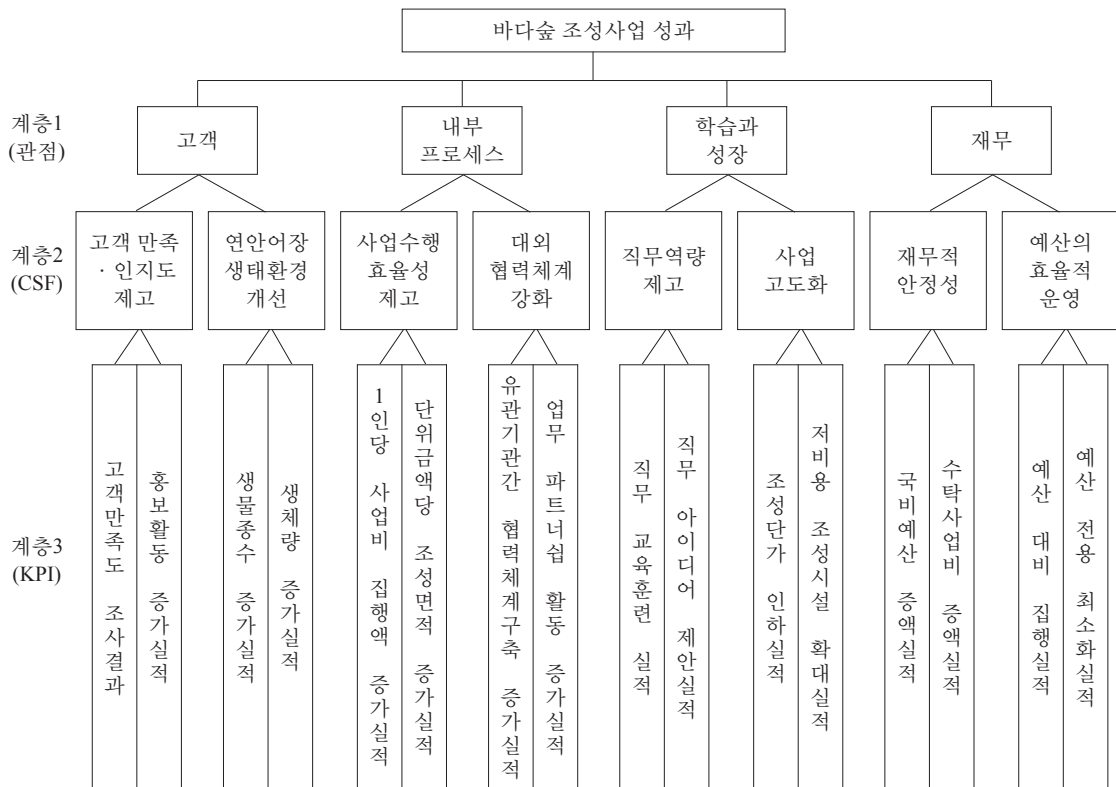 바다숲 조성사업 성과
계층1
(관점)
고객
내부
프로세스
학습과
성장
재무
계층2
(CSF)
고객 만족
· 인지도
제고
연안어장
생태환경
개선
사업수행
효율성
제고
대외
협력체계
강화
직무역량
제고
사업
고도화
재무적
안정성
예산의
효율적
운영
계층3
(KPI)
고객만족도 조사결과
홍보활동 증가실적
생물종수 증가실적
생체량 증가실적
1인당 사업비 집행액 증가실적
단위금액당 조성면적 증가실적
유관기관간 협력체계구축 증가실적
업무 파트너쉽 활동 증가실적
직무 교육훈련 실적
직무 아이디어 제안실적
조성단가 인하실적
저비용 조성시설 확대실적
국비예산 증액실적
수탁사업비 증액실적
예산 대비 집행실적
예산 전용 최소화실적